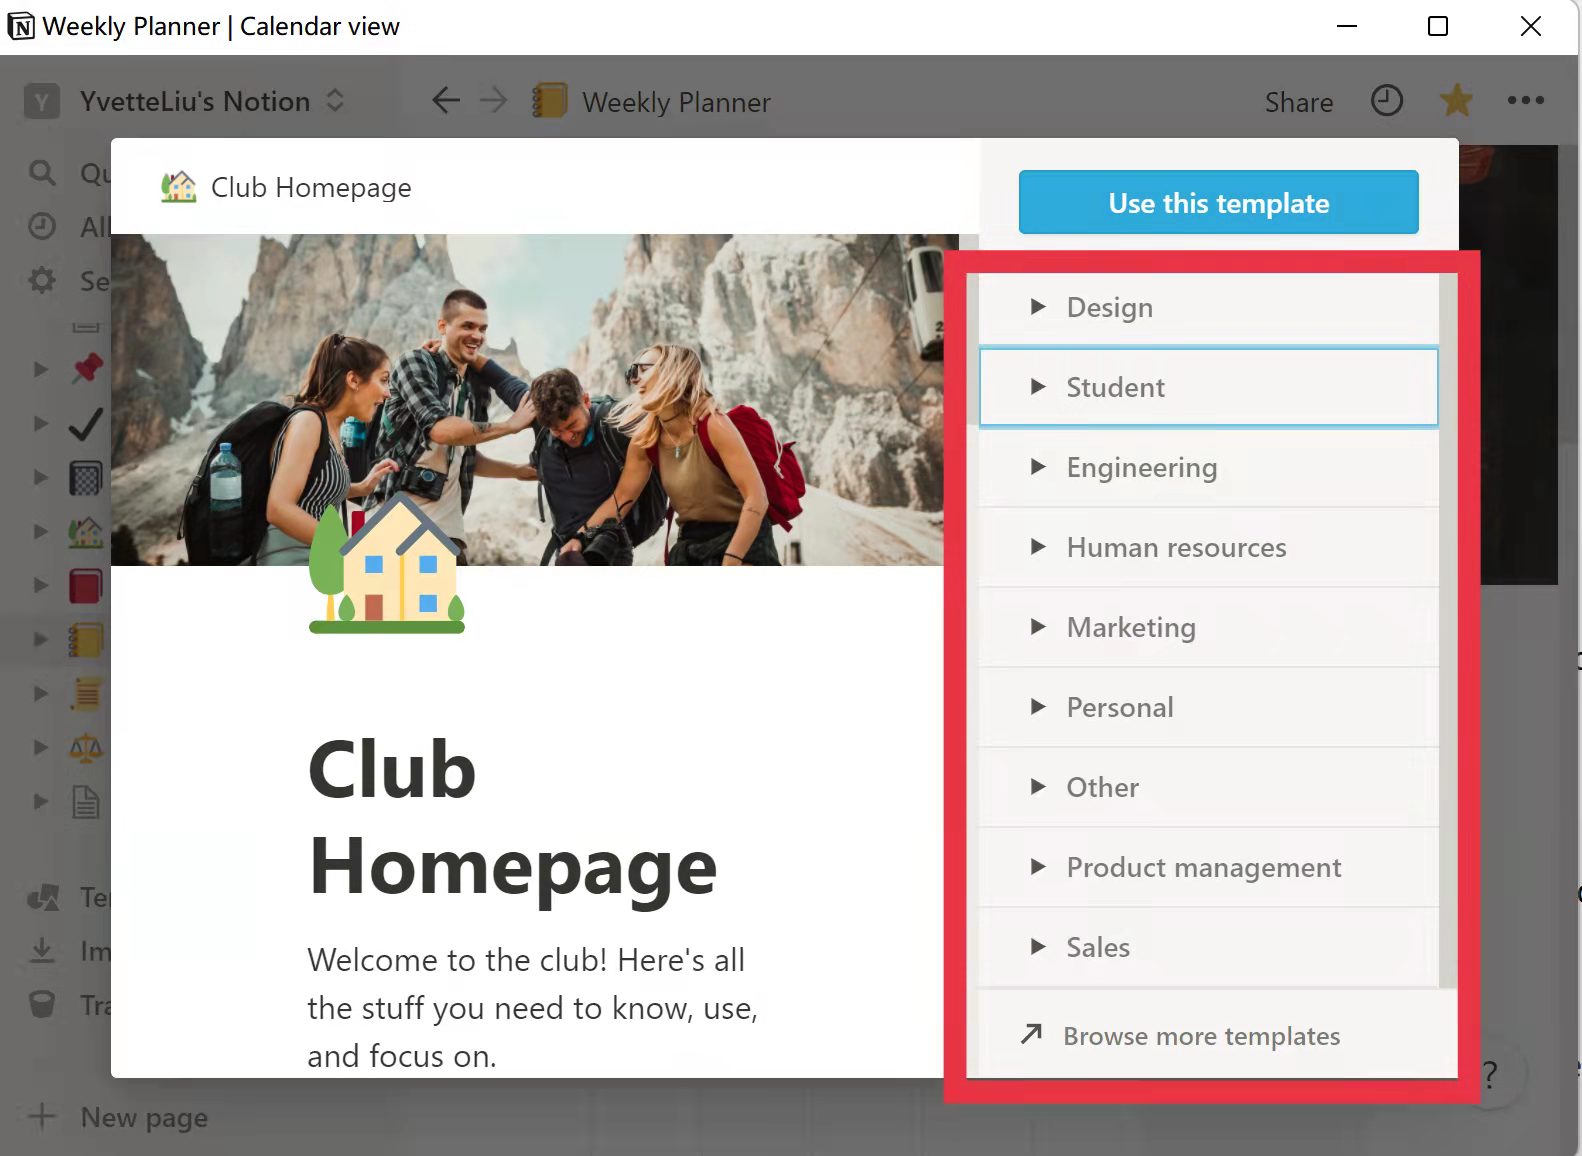 Weekly Planner | Calendar view
Y YvetteLiu's Notion
Weekly Planner
Share
Qu
All
Se
Club Homepage
Use this template
Design
Student
Engineering
Human resources
Marketing
Personal
Other
Product management
Sales
Browse more templates
Club
Homepage
Welcome to the club! Here's all
the stuff you need to know, use,
and focus on.
Te
Im
Tra
New page
?